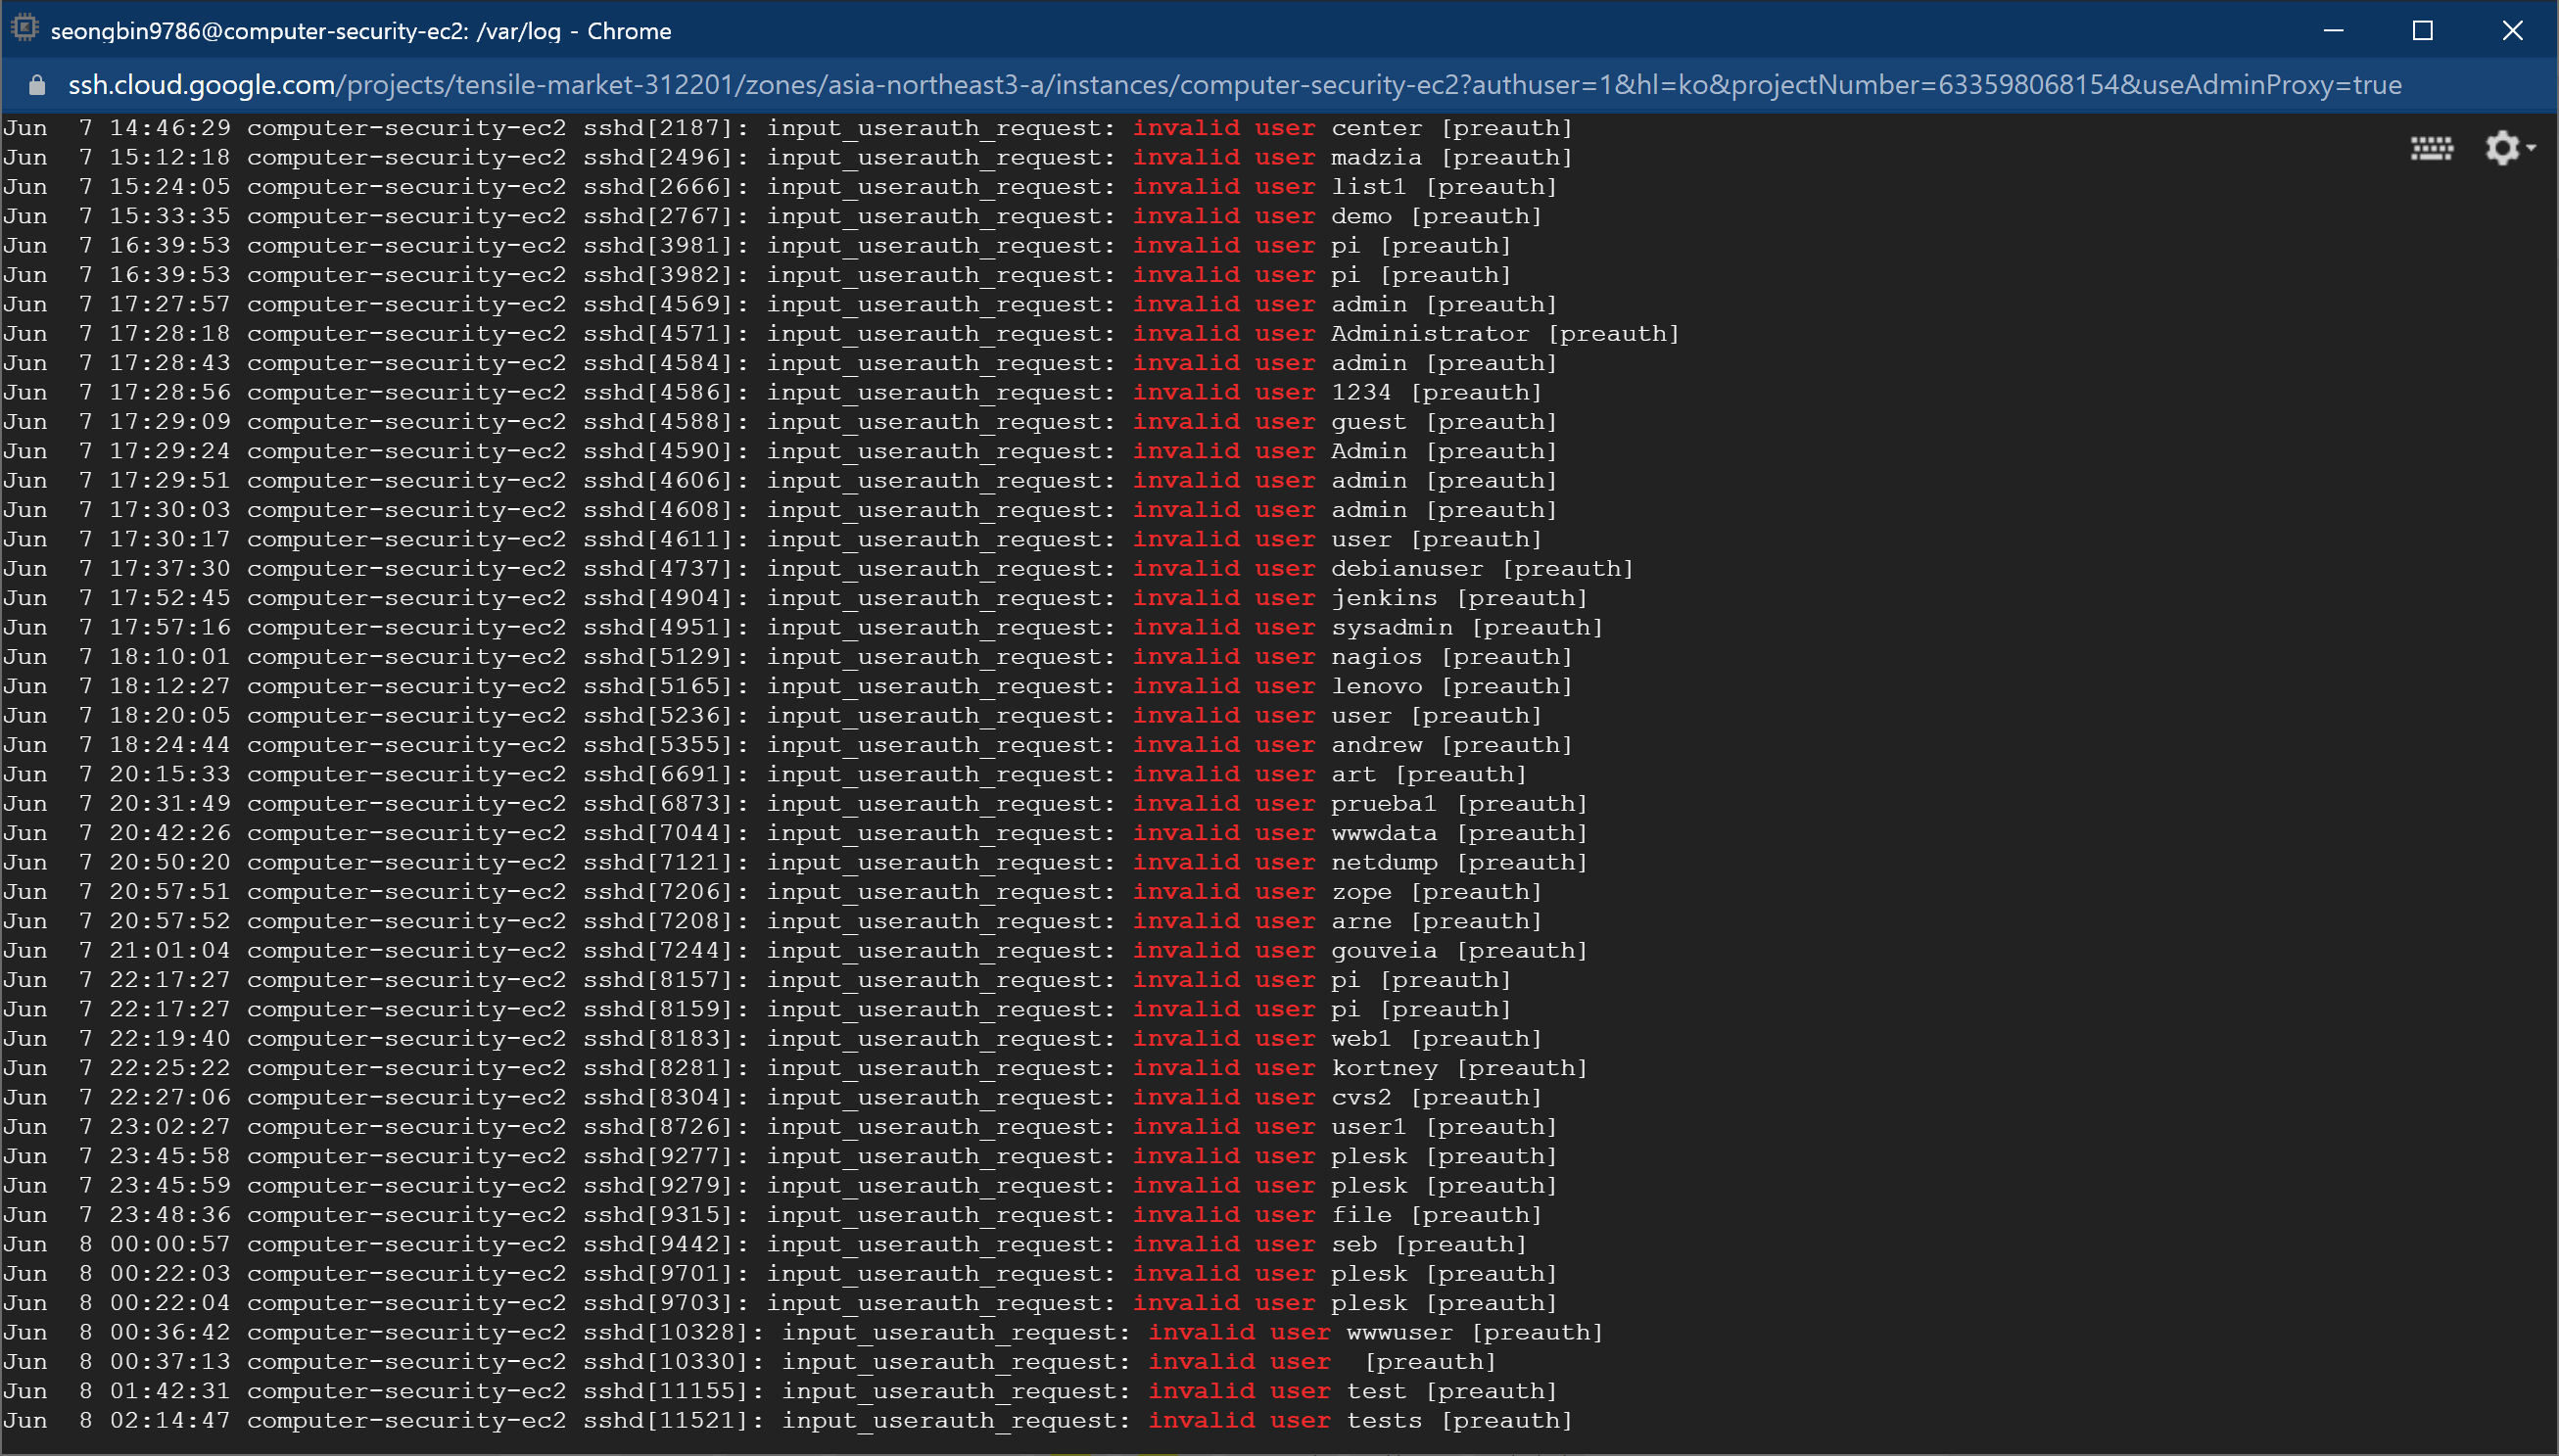 seongbin9786@computer-security-ec2: /var/log - Chrome
ssh.cloud.google.com/projects/tensile-market-312201/zones/asia-northeast3-a/instances/computer-security-ec2?authuser=1&hl=ko&projectNumber=633598068154&useAdminProxy=true
Jun  7 14:46:29 computer-security-ec2 sshd[2187]: input_userauth_request: invalid user center [preauth]
Jun  7 15:12:18 computer-security-ec2 sshd[2496]: input_userauth_request: invalid user madzia [preauth]
Jun  7 15:24:05 computer-security-ec2 sshd[2666]: input_userauth_request: invalid user list1 [preauth]
Jun  7 15:33:35 computer-security-ec2 sshd[2767]: input_userauth_request: invalid user demo [preauth]
Jun  7 16:39:53 computer-security-ec2 sshd[3981]: input_userauth_request: invalid user pi [preauth]
Jun  7 16:39:53 computer-security-ec2 sshd[3982]: input_userauth_request: invalid user pi [preauth]
Jun  7 17:27:57 computer-security-ec2 sshd[4569]: input_userauth_request: invalid user admin [preauth]
Jun  7 17:28:18 computer-security-ec2 sshd[4571]: input_userauth_request: invalid user Administrator [preauth]
Jun  7 17:28:43 computer-security-ec2 sshd[4584]: input_userauth_request: invalid user admin [preauth]
Jun  7 17:28:56 computer-security-ec2 sshd[4586]: input_userauth_request: invalid user 1234 [preauth]
Jun  7 17:29:09 computer-security-ec2 sshd[4588]: input_userauth_request: invalid user guest [preauth]
Jun  7 17:29:24 computer-security-ec2 sshd[4590]: input_userauth_request: invalid user Admin [preauth]
Jun  7 17:29:51 computer-security-ec2 sshd[4606]: input_userauth_request: invalid user admin [preauth]
Jun  7 17:30:03 computer-security-ec2 sshd[4608]: input_userauth_request: invalid user admin [preauth]
Jun  7 17:30:17 computer-security-ec2 sshd[4611]: input_userauth_request: invalid user user [preauth]
Jun  7 17:37:30 computer-security-ec2 sshd[4737]: input_userauth_request: invalid user debianuser [preauth]
Jun  7 17:52:45 computer-security-ec2 sshd[4904]: input_userauth_request: invalid user jenkins [preauth]
Jun  7 17:57:16 computer-security-ec2 sshd[4951]: input_userauth_request: invalid user sysadmin [preauth]
Jun  7 18:10:01 computer-security-ec2 sshd[5129]: input_userauth_request: invalid user nagios [preauth]
Jun  7 18:12:27 computer-security-ec2 sshd[5165]: input_userauth_request: invalid user lenovo [preauth]
Jun  7 18:20:05 computer-security-ec2 sshd[5236]: input_userauth_request: invalid user user [preauth]
Jun  7 18:24:44 computer-security-ec2 sshd[5355]: input_userauth_request: invalid user andrew [preauth]
Jun  7 20:15:33 computer-security-ec2 sshd[6691]: input_userauth_request: invalid user art [preauth]
Jun  7 20:31:49 computer-security-ec2 sshd[6873]: input_userauth_request: invalid user prueba1 [preauth]
Jun  7 20:42:26 computer-security-ec2 sshd[7044]: input_userauth_request: invalid user wwwdata [preauth]
Jun  7 20:50:20 computer-security-ec2 sshd[7121]: input_userauth_request: invalid user netdump [preauth]
Jun  7 20:57:51 computer-security-ec2 sshd[7206]: input_userauth_request: invalid user zope [preauth]
Jun  7 20:57:52 computer-security-ec2 sshd[7208]: input_userauth_request: invalid user arne [preauth]
Jun  7 21:01:04 computer-security-ec2 sshd[7244]: input_userauth_request: invalid user gouveia [preauth]
Jun  7 22:17:27 computer-security-ec2 sshd[8157]: input_userauth_request: invalid user pi [preauth]
Jun  7 22:17:27 computer-security-ec2 sshd[8159]: input_userauth_request: invalid user pi [preauth]
Jun  7 22:19:40 computer-security-ec2 sshd[8183]: input_userauth_request: invalid user web1 [preauth]
Jun  7 22:25:22 computer-security-ec2 sshd[8281]: input_userauth_request: invalid user kortney [preauth]
Jun  7 22:27:06 computer-security-ec2 sshd[8304]: input_userauth_request: invalid user cvs2 [preauth]
Jun  7 23:02:27 computer-security-ec2 sshd[8726]: input_userauth_request: invalid user user1 [preauth]
Jun  7 23:45:58 computer-security-ec2 sshd[9277]: input_userauth_request: invalid user plesk [preauth]
Jun  7 23:45:59 computer-security-ec2 sshd[9279]: input_userauth_request: invalid user plesk [preauth]
Jun  7 23:48:36 computer-security-ec2 sshd[9315]: input_userauth_request: invalid user file [preauth]
Jun  8 00:00:57 computer-security-ec2 sshd[9442]: input_userauth_request: invalid user seb [preauth]
Jun  8 00:22:03 computer-security-ec2 sshd[9701]: input_userauth_request: invalid user plesk [preauth]
Jun  8 00:22:04 computer-security-ec2 sshd[9703]: input_userauth_request: invalid user plesk [preauth]
Jun  8 00:36:42 computer-security-ec2 sshd[10328]: input_userauth_request: invalid user wwwuser [preauth]
Jun  8 00:37:13 computer-security-ec2 sshd[10330]: input_userauth_request: invalid user  [preauth]
Jun  8 01:42:31 computer-security-ec2 sshd[11155]: input_userauth_request: invalid user test [preauth]
Jun  8 02:14:47 computer-security-ec2 sshd[11521]: input_userauth_request: invalid user tests [preauth]